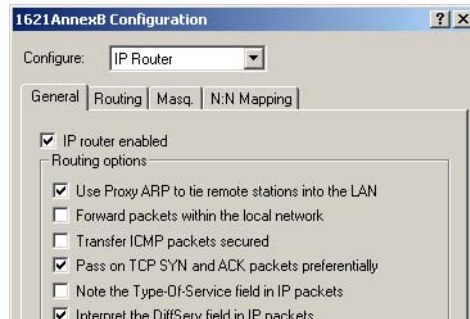 1621AnnexB Configuration
Configure: IP Router
General Routing Masq. N:N Mapping
IP router enabled
Routing options
Use Proxy ARP to tie remote stations into the LAN
Forward packets within the local network
Transfer ICMP packets secured
Pass on TCP SYN and ACK packets preferentially
Note the Type-Of-Service field in IP packets
Interpret the DiffServ field in IP packets